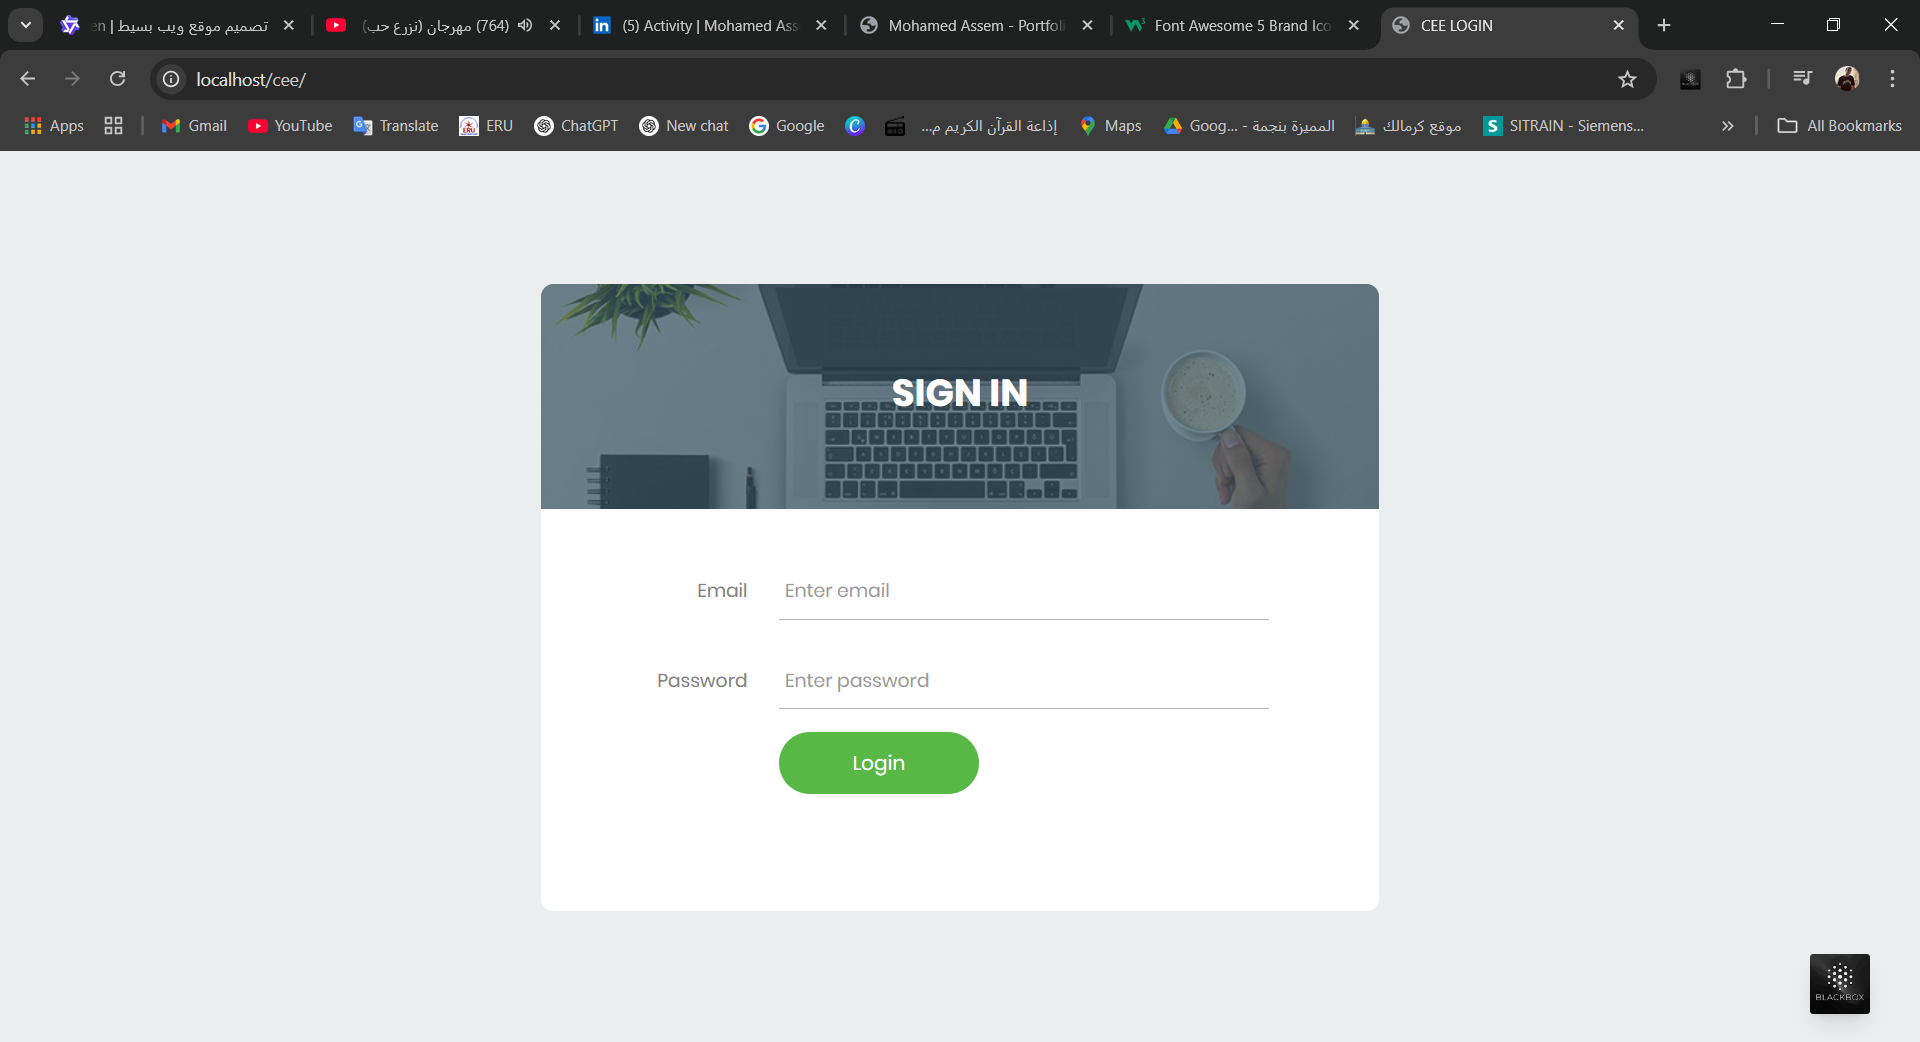 تصميم موقع ويب بسيط | en
(764) مهرجان (نزرع حب)
(5) Activity | Mohamed Ass
Mohamed Assem - Portfoli
Font Awesome 5 Brand Ico
CEE LOGIN
localhost/cee/
Apps
Gmail
YouTube
Translate
ERU
ChatGPT
New chat
Google
إذاعة القرآن الكريم م...
Maps
المميزة بنجمة - Goog...
موقع كرمالك
SITRAIN - Siemens...
All Bookmarks
SIGN IN
Email
Enter email
Password
Enter password
Login
BLACKBOX